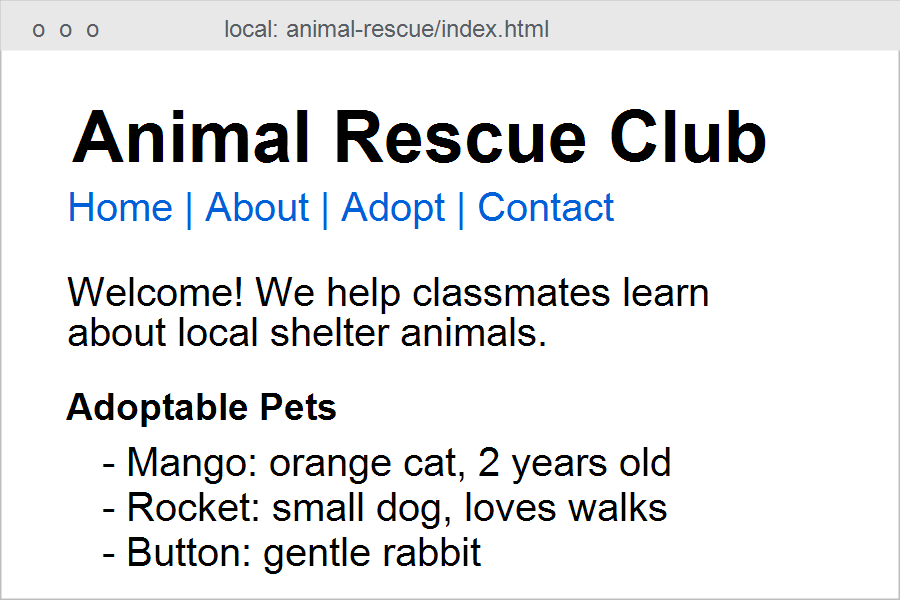 o o o local: animal-rescue/index.html
Animal Rescue Club
Home | About | Adopt | Contact
Welcome! We help classmates learn
about local shelter animals.
Adoptable Pets
- Mango: orange cat, 2 years old
- Rocket: small dog, loves walks
- Button: gentle rabbit